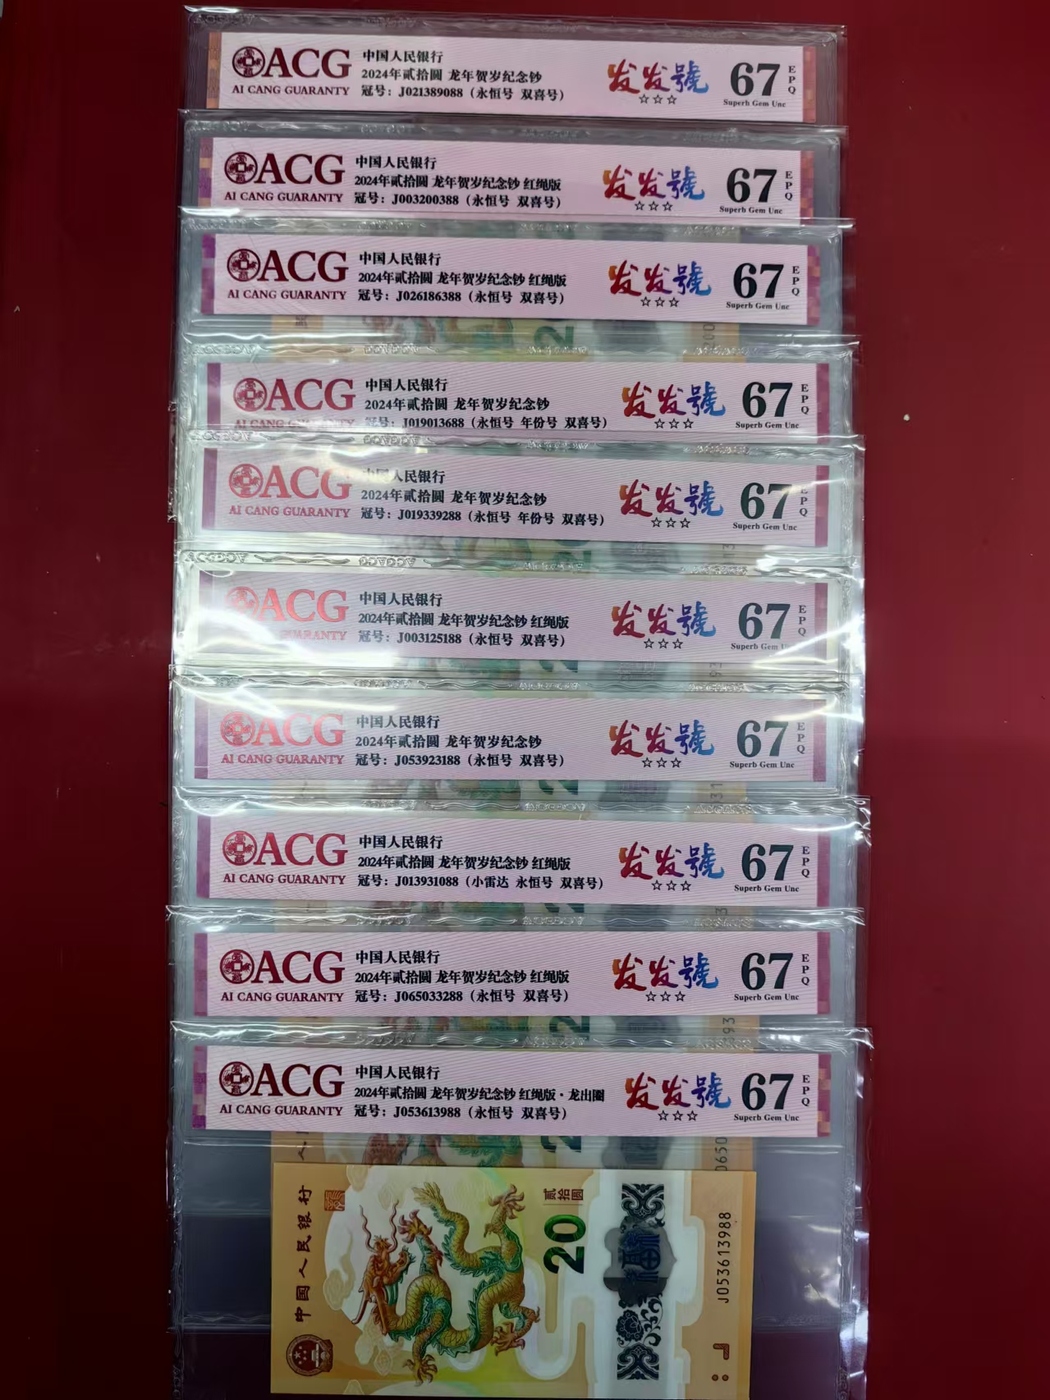 ACG
AI CANG GUARANTY
中国人民银行
2024年贰拾圆 龙年贺岁纪念钞
冠号：J021389088（永恒号 双喜号）
发发號
☆☆☆
67
EPQ
Superb Gem Unc
ACG
AI CANG GUARANTY
中国人民银行
2024年贰拾圆 龙年贺岁纪念钞 红绳版
冠号：J003200388（永恒号 双喜号）
发发號
☆☆☆
67
EPQ
Superb Gem Unc
ACG
AI CANG GUARANTY
中国人民银行
2024年贰拾圆 龙年贺岁纪念钞 红绳版
冠号：J026186388（永恒号 双喜号）
发发號
☆☆☆
67
EPQ
Superb Gem Unc
ACG
AI CANG GUARANTY
中国人民银行
2024年贰拾圆 龙年贺岁纪念钞
冠号：J019013688（永恒号 年份号 双喜号）
发发號
☆☆☆
67
EPQ
Superb Gem Unc
ACG
AI CANG GUARANTY
中国人民银行
2024年贰拾圆 龙年贺岁纪念钞
冠号：J019339288（永恒号 年份号 双喜号）
发发號
☆☆☆
67
EPQ
Superb Gem Unc
ACG
GUARANTY
中国人民银行
2024年贰拾圆 龙年贺岁纪念钞 红绳版
冠号：J003125188（永恒号 双喜号）
发发號
☆☆☆
67
EPQ
Superb Gem
ACG
AI CANG GUARANTY
中国人民银行
2024年贰拾圆 龙年贺岁纪念钞
冠号：J053923188（永恒号 双喜号）
发发號
☆☆☆
67
EPQ
Superb Gem Unc
ACG
AI CANG GUARANTY
中国人民银行
2024年贰拾圆 龙年贺岁纪念钞 红绳版
冠号：J013931088（小雷达 永恒号 双喜号）
发发號
☆☆☆
67
EPQ
Superb Gem Unc
ACG
AI CANG GUARANTY
中国人民银行
2024年贰拾圆 龙年贺岁纪念钞 红绳版
冠号：J065033288（永恒号 双喜号）
发发號
☆☆☆
67
EPQ
Superb Gem Unc
ACG
AI CANG GUARANTY
中国人民银行
2024年贰拾圆 龙年贺岁纪念钞 红绳版·龙出圈
冠号：J053613988（永恒号 双喜号）
发发號
☆☆☆
67
EPQ
Superb Gem Unc
中国人民银行
贰拾圆
20
J053613988